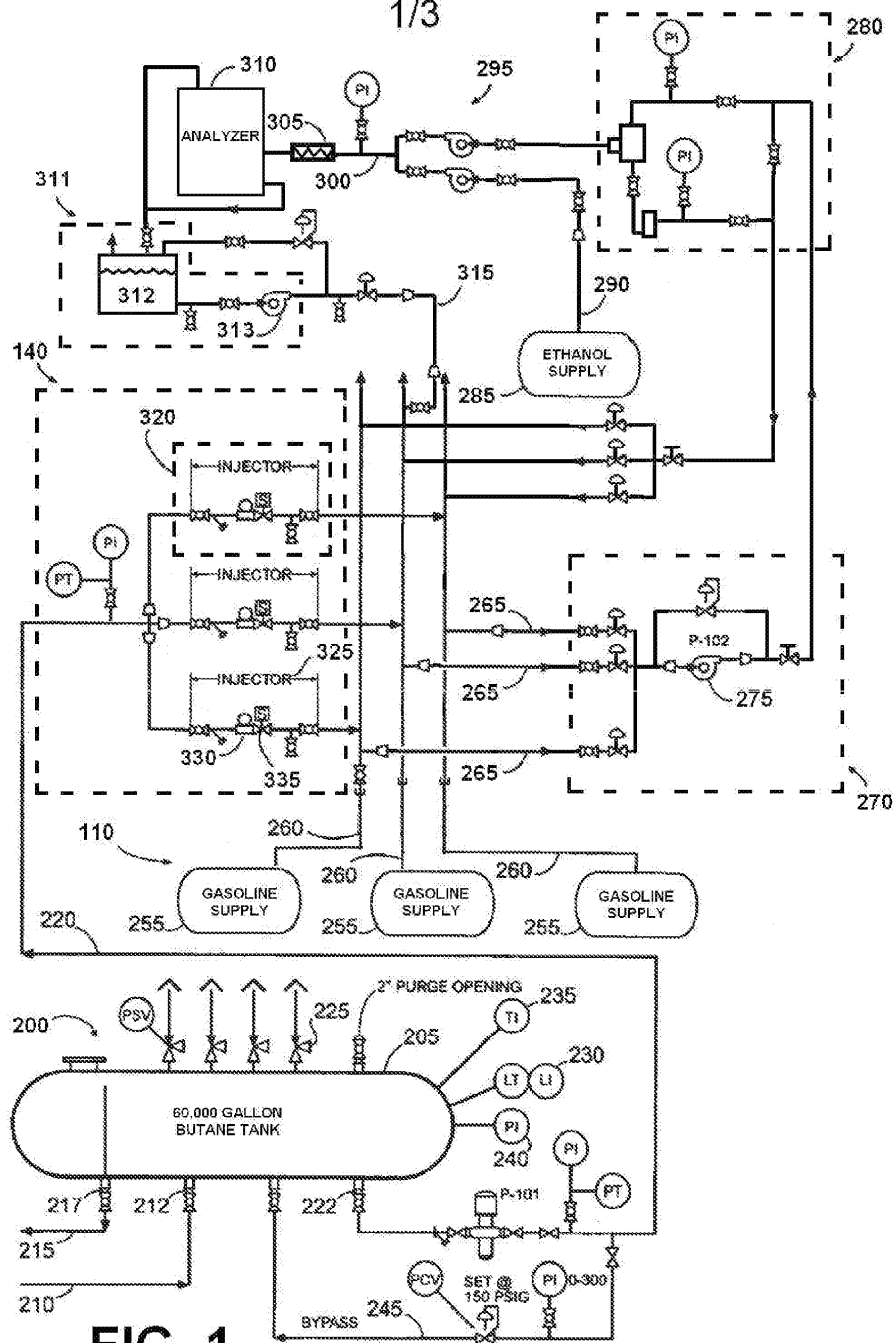 1/3
280
310
PI
ANALYZER
305
PI
295
PI
300
311
312
313
315
290
ETHANOL
SUPPLY
285
140
320
INJECTOR
S
PI
PT
INJECTOR
S
325
INJECTOR
S
330
335
265
265
265
P-102
275
270
110
260
260
260
GASOLINE
SUPPLY
255
GASOLINE
SUPPLY
255
GASOLINE
SUPPLY
255
220
200
PSV
225
2" PURGE OPENING
205
TI
235
LT
LI
230
PI
240
60,000 GALLON
BUTANE TANK
217
212
222
P-101
PI
PT
215
210
PCV
SET @
150 PSIG
PI
0-300
BYPASS
245
FIG. 1